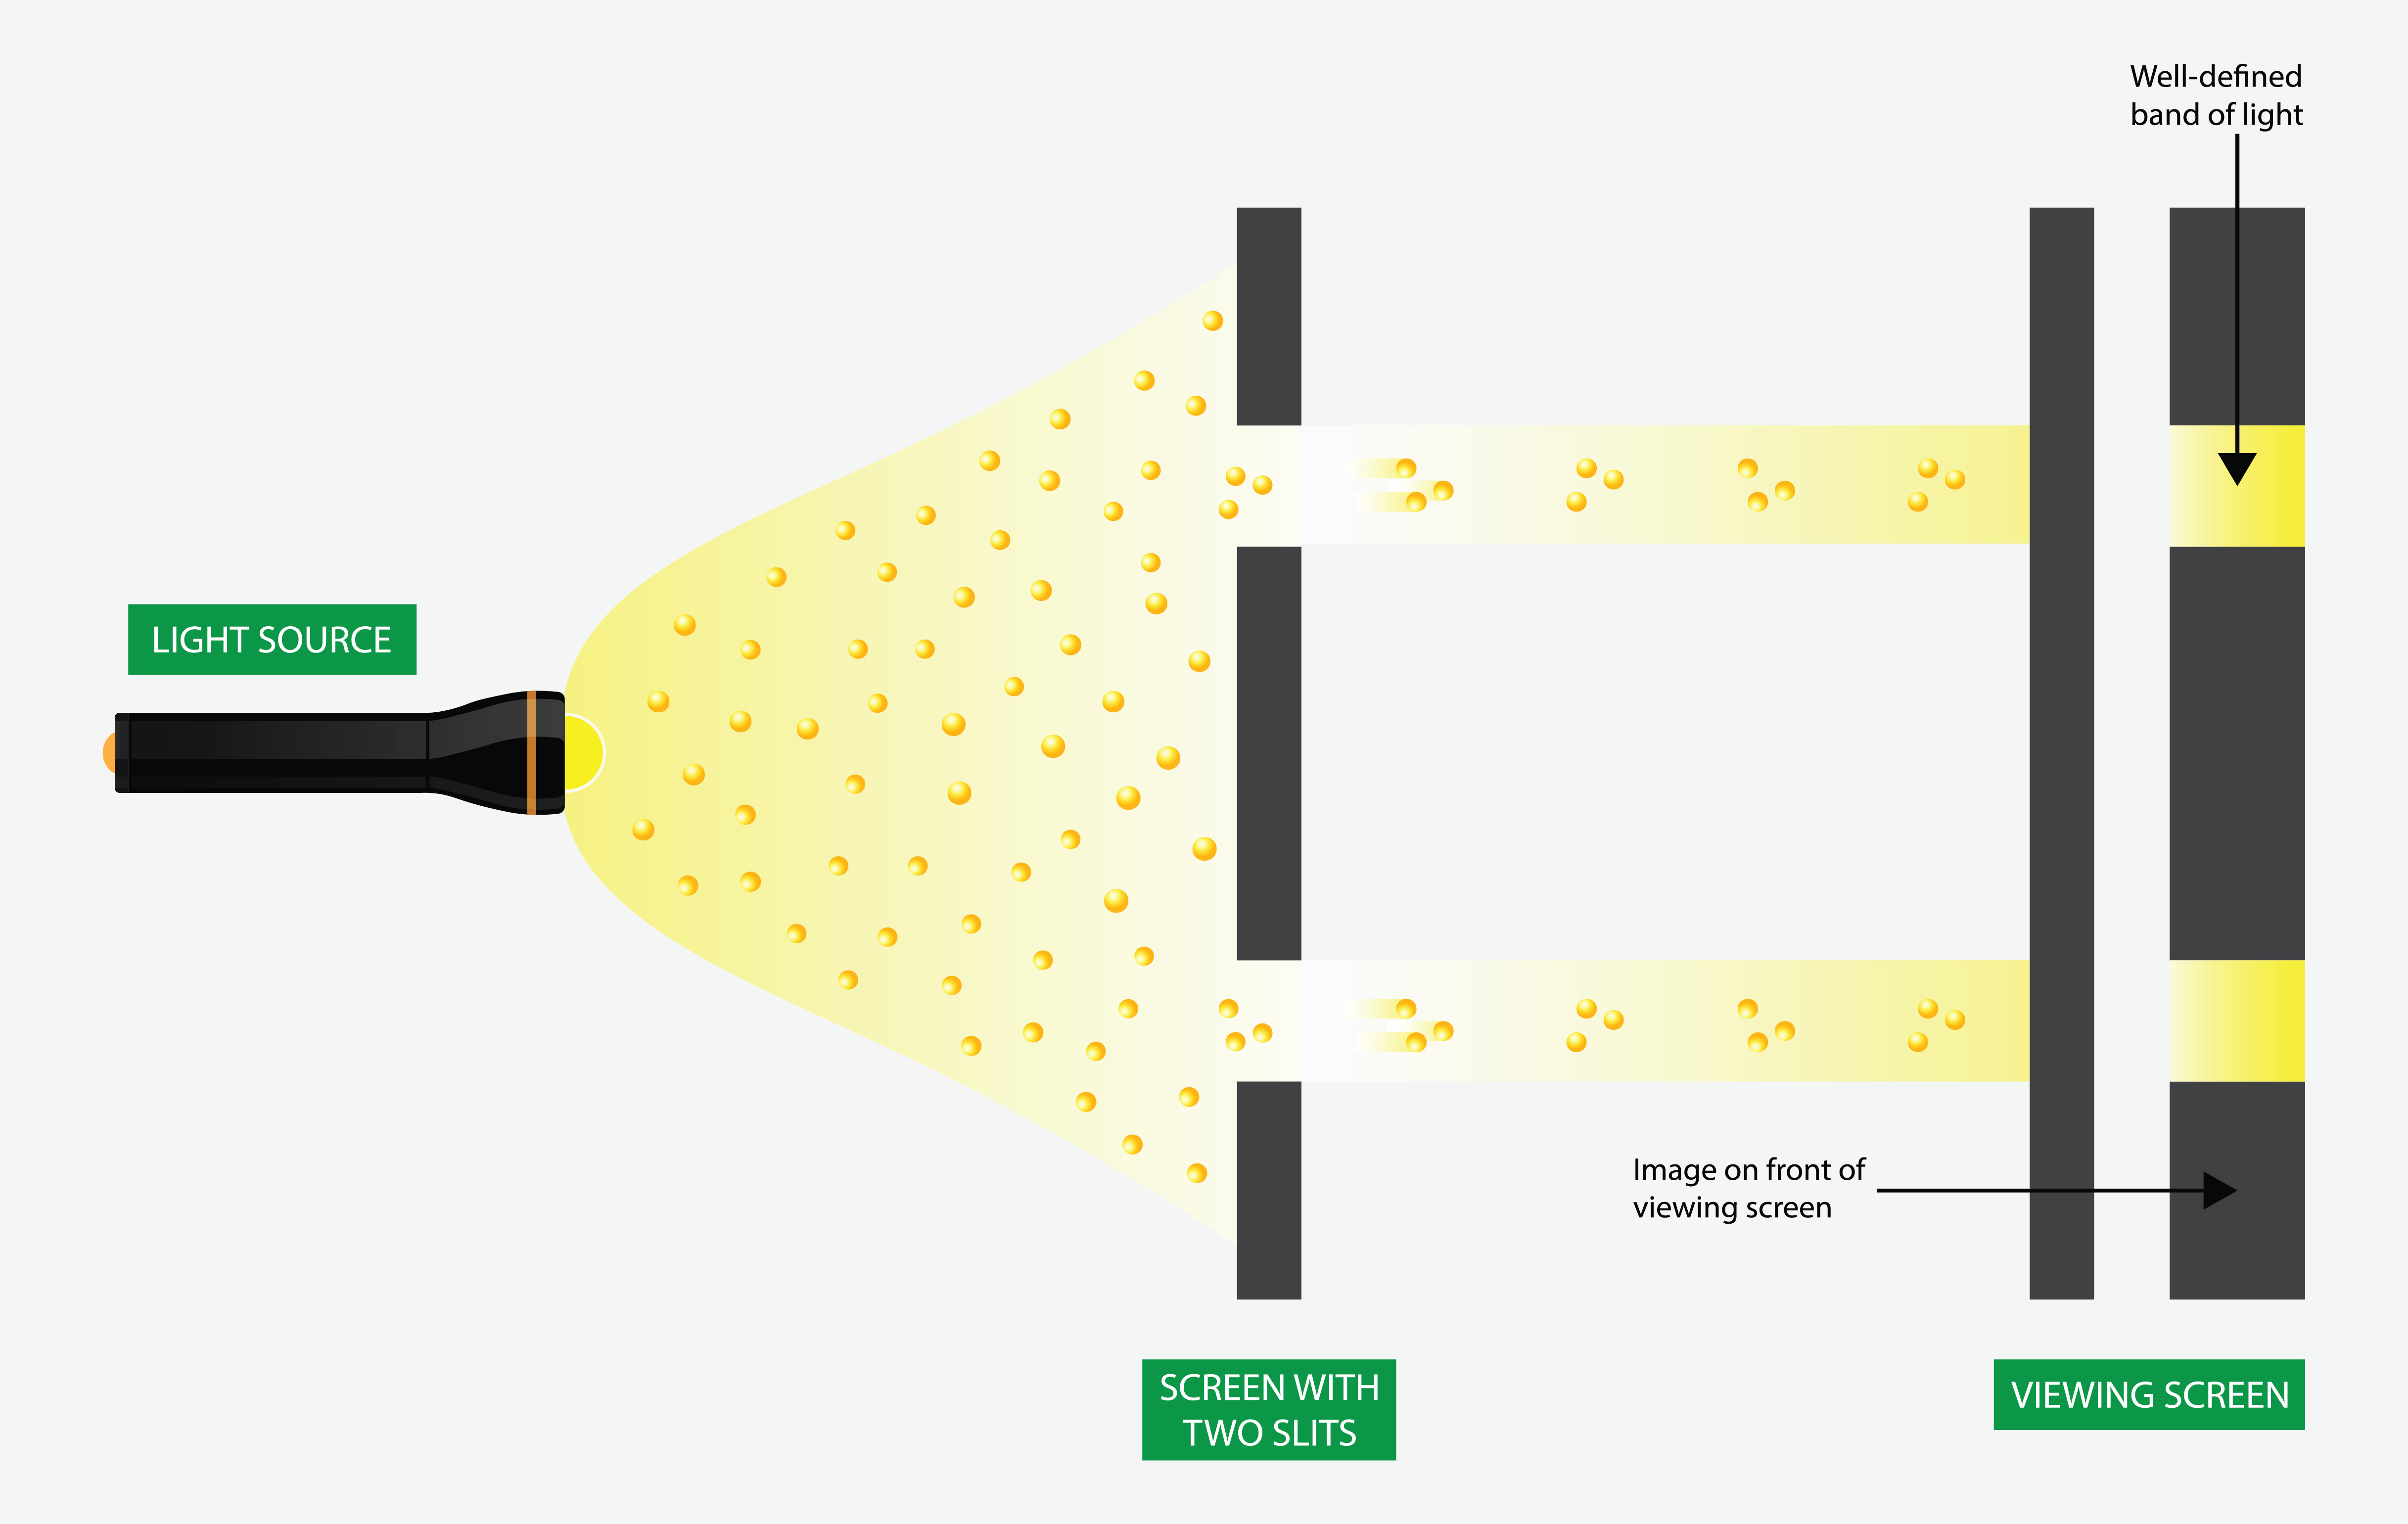 Well-defined
band of light
LIGHT SOURCE
Image on front of
viewing screen
SCREEN WITH
TWO SLITS
VIEWING SCREEN